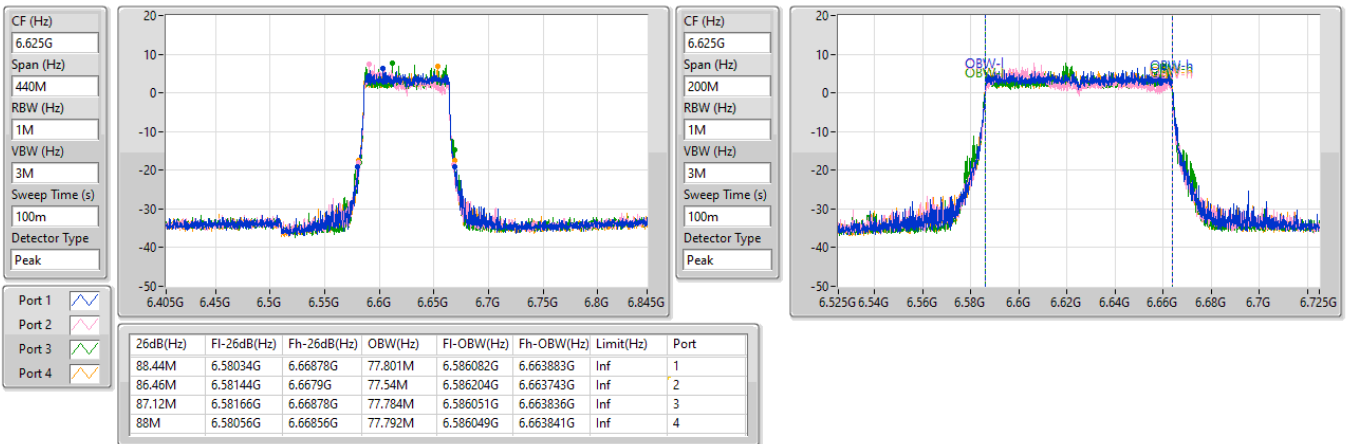 CF (Hz)
6.625G
Span (Hz)
440M
RBW (Hz)
1M
VBW (Hz)
3M
Sweep Time (s)
100m
Detector Type
Peak
20
10
0
-10
-20
-30
-40
-50
6.405G 6.45G 6.5G 6.55G 6.6G 6.65G 6.7G 6.75G 6.8G 6.845G
CF (Hz)
6.625G
Span (Hz)
200M
RBW (Hz)
1M
VBW (Hz)
3M
Sweep Time (s)
100m
Detector Type
Peak
20
10
0
-10
-20
-30
-40
-50
OBW-l
OBW-h
6.525G 6.54G 6.56G 6.58G 6.6G 6.62G 6.64G 6.66G 6.68G 6.7G 6.725G
Port 1
Port 2
Port 3
Port 4
26dB(Hz) Fl-26dB(Hz) Fh-26dB(Hz) OBW(Hz) Fl-OBW(Hz) Fh-OBW(Hz) Limit(Hz) Port
88.44M 6.58034G 6.66878G 77.801M 6.586082G 6.663883G Inf 1
86.46M 6.58144G 6.6679G 77.54M 6.586204G 6.663743G Inf 2
87.12M 6.58166G 6.66878G 77.784M 6.586051G 6.663836G Inf 3
88M 6.58056G 6.66856G 77.792M 6.586049G 6.663841G Inf 4